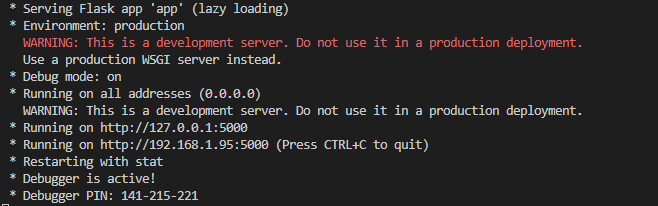 * Serving Flask app 'app' (lazy loading)
* Environment: production
WARNING: This is a development server. Do not use it in a production deployment.
Use a production WSGI server instead.
* Debug mode: on
* Running on all addresses (0.0.0.0)
WARNING: This is a development server. Do not use it in a production deployment.
* Running on http://127.0.0.1:5000
* Running on http://192.168.1.95:5000 (Press CTRL+C to quit)
* Restarting with stat
* Debugger is active!
* Debugger PIN: 141-215-221